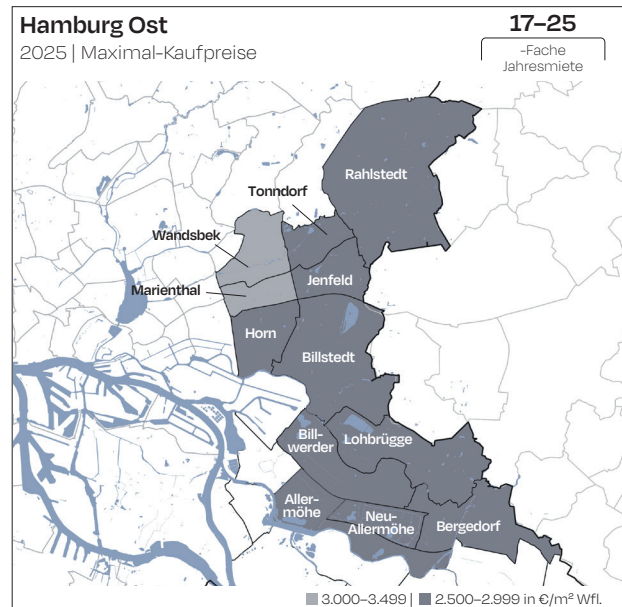 Hamburg Ost
2025 | Maximal-Kaufpreise
17–25
-Fache
Jahresmiete
Rahlstedt
Tonndorf
Wandsbek
Jenfeld
Marienthal
Horn
Billstedt
Bill-
werder
Lohbrügge
Aller-
möhe
Neu-
Allermöhe
Bergedorf
3.000–3.499 | 2.500–2.999 in €/m² Wfl.